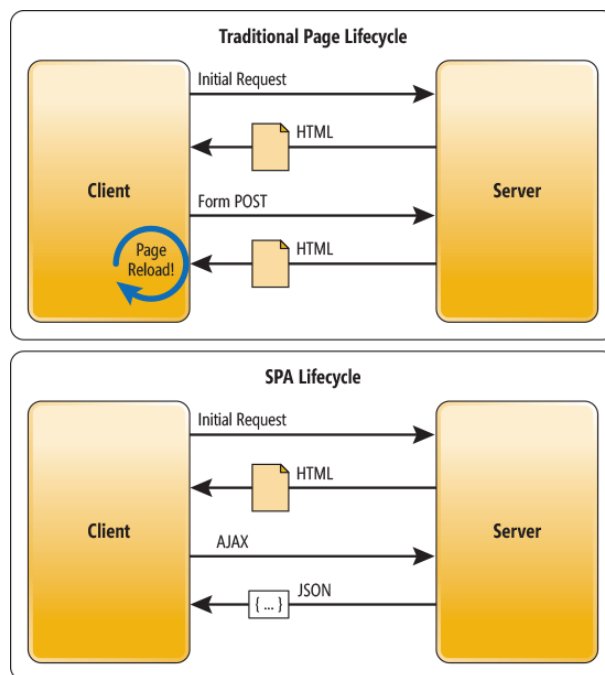 Traditional Page Lifecycle
Initial Request
HTML
Client
Server
Form POST
Page
Reload!
HTML
SPA Lifecycle
Initial Request
HTML
Client
Server
AJAX
JSON
{ ... }